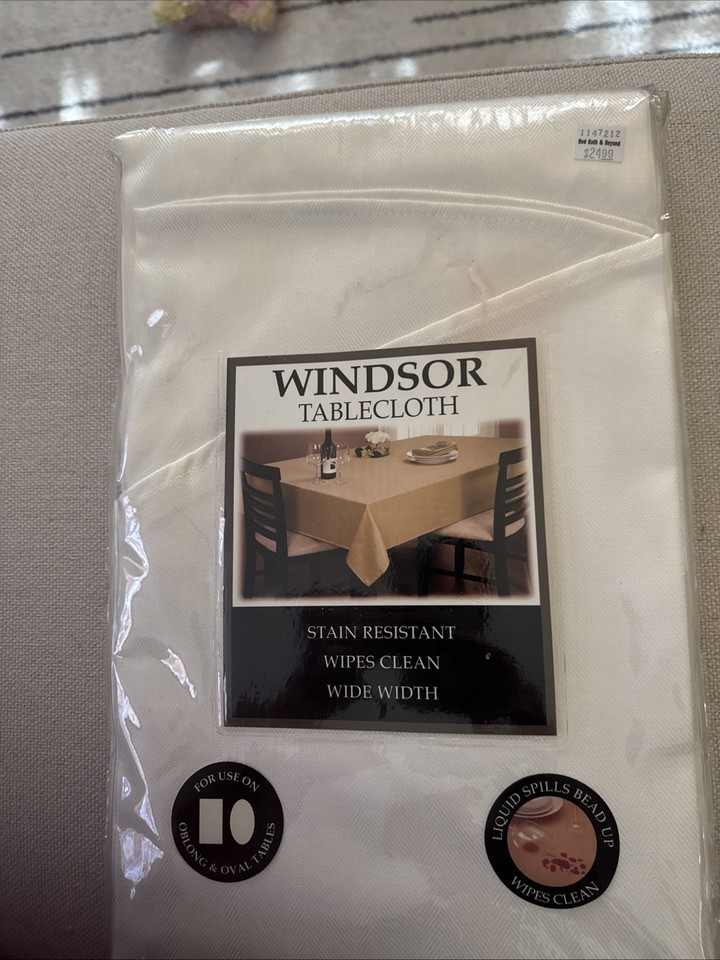 1147212
Bed Bath & Beyond
$24.99
WINDSOR
TABLECLOTH
STAIN RESISTANT
WIPES CLEAN
WIDE WIDTH
FOR USE ON
OBLONG & OVAL TABLES
LIQUID SPILLS BEAD UP
WIPES CLEAN